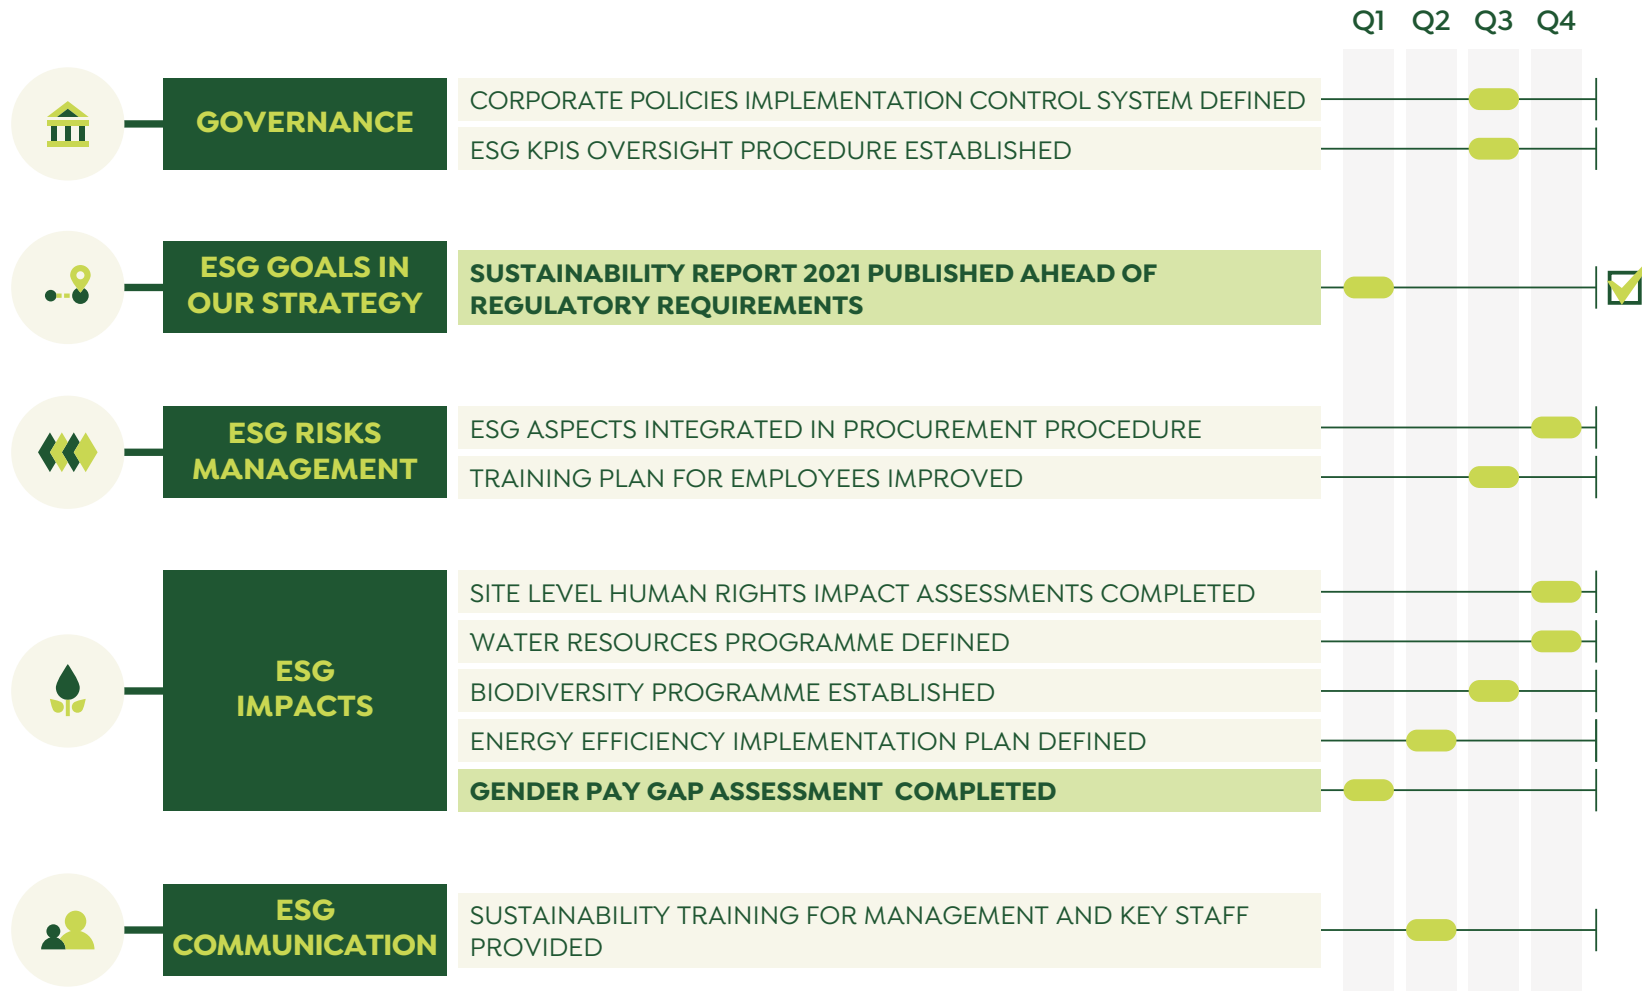 Q1 Q2 Q3 Q4
GOVERNANCE
CORPORATE POLICIES IMPLEMENTATION CONTROL SYSTEM DEFINED
ESG KPIS OVERSIGHT PROCEDURE ESTABLISHED
ESG GOALS IN
OUR STRATEGY
SUSTAINABILITY REPORT 2021 PUBLISHED AHEAD OF
REGULATORY REQUIREMENTS
ESG RISKS
MANAGEMENT
ESG ASPECTS INTEGRATED IN PROCUREMENT PROCEDURE
TRAINING PLAN FOR EMPLOYEES IMPROVED
ESG
IMPACTS
SITE LEVEL HUMAN RIGHTS IMPACT ASSESSMENTS COMPLETED
WATER RESOURCES PROGRAMME DEFINED
BIODIVERSITY PROGRAMME ESTABLISHED
ENERGY EFFICIENCY IMPLEMENTATION PLAN DEFINED
GENDER PAY GAP ASSESSMENT COMPLETED
ESG
COMMUNICATION
SUSTAINABILITY TRAINING FOR MANAGEMENT AND KEY STAFF
PROVIDED